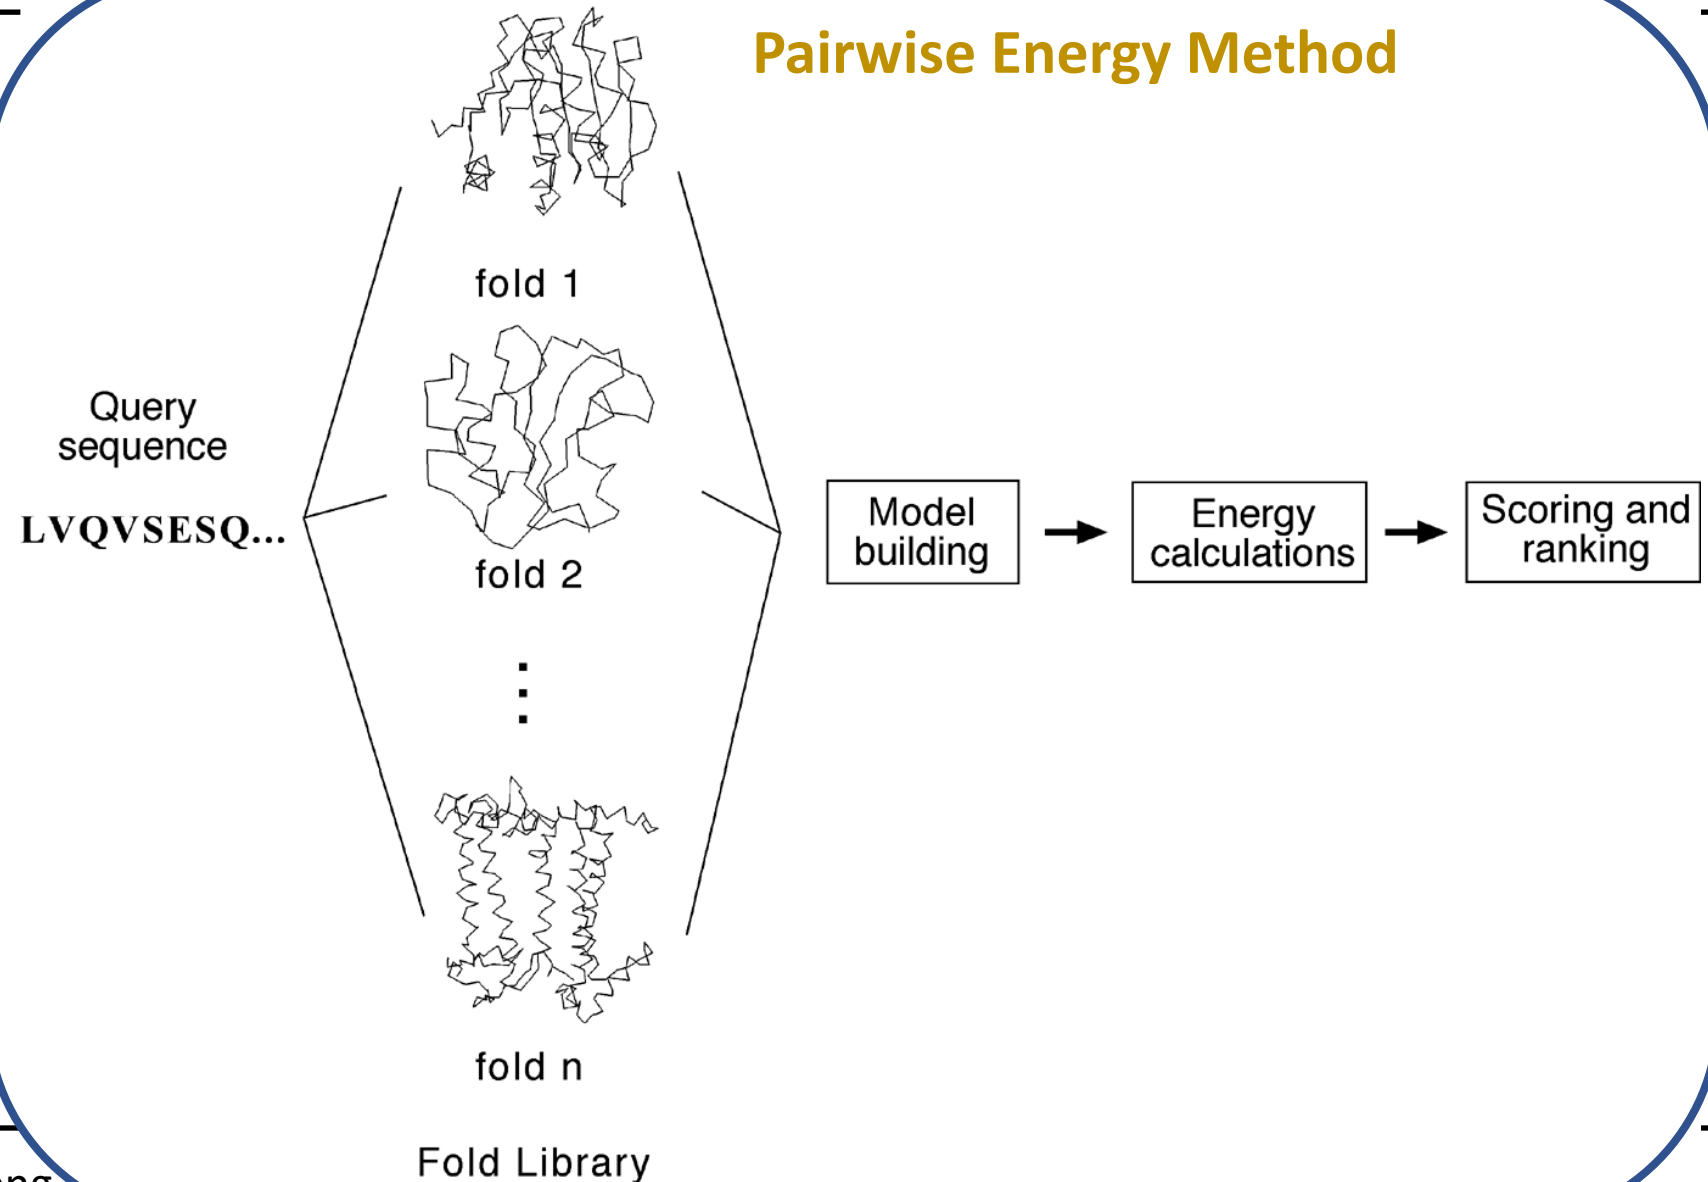 Pairwise Energy Method
fold 1
Query
sequence
LVQVSESQ...
fold 2
Model
building
Energy
calculations
Scoring and
ranking
fold n
Fold Library